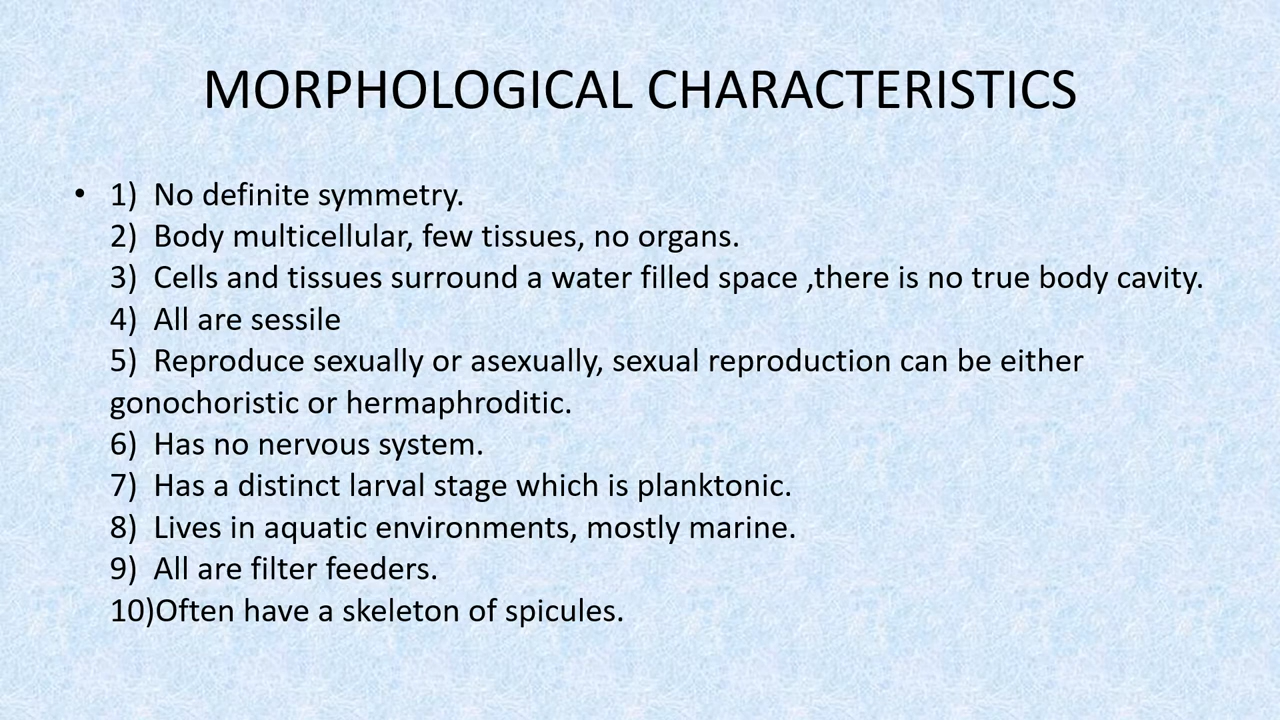 MORPHOLOGICAL CHARACTERISTICS
• 1)  No definite symmetry.
2)  Body multicellular, few tissues, no organs.
3)  Cells and tissues surround a water filled space ,there is no true body cavity.
4)  All are sessile
5)  Reproduce sexually or asexually, sexual reproduction can be either
gonochoristic or hermaphroditic.
6)  Has no nervous system.
7)  Has a distinct larval stage which is planktonic.
8)  Lives in aquatic environments, mostly marine.
9)  All are filter feeders.
10)Often have a skeleton of spicules.